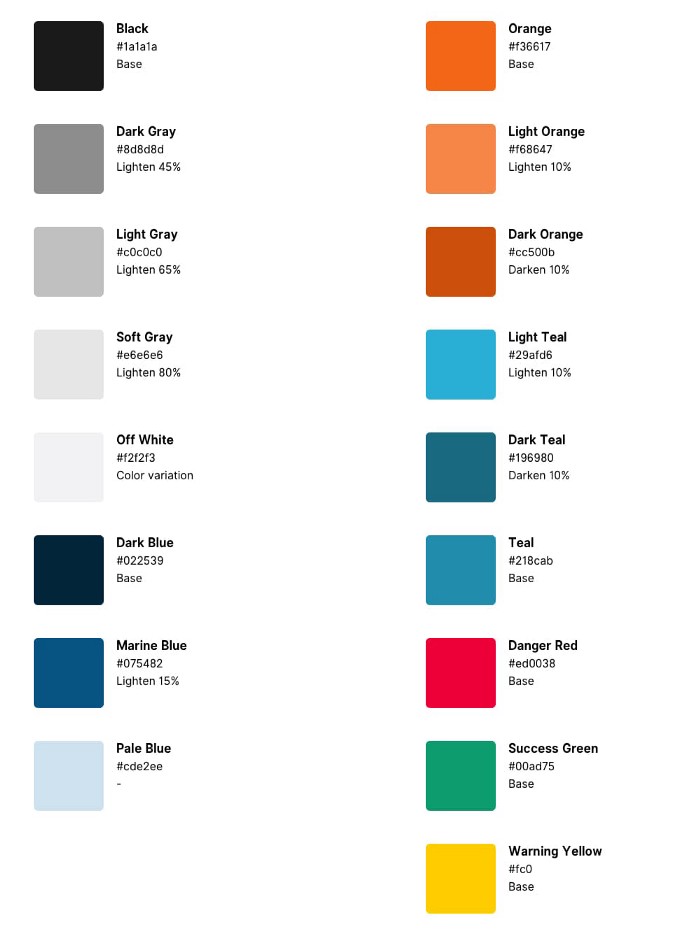 Black
#1a1a1a
Base
Dark Gray
#8d8d8d
Lighten 45%
Light Gray
#c0c0c0
Lighten 65%
Soft Gray
#e6e6e6
Lighten 80%
Off White
#f2f2f3
Color variation
Dark Blue
#022539
Base
Marine Blue
#075482
Lighten 15%
Pale Blue
#cde2ee
-
Orange
#f36617
Base
Light Orange
#f68647
Lighten 10%
Dark Orange
#cc500b
Darken 10%
Light Teal
#29afd6
Lighten 10%
Dark Teal
#196980
Darken 10%
Teal
#218cab
Base
Danger Red
#ed0038
Base
Success Green
#00ad75
Base
Warning Yellow
#fc0
Base